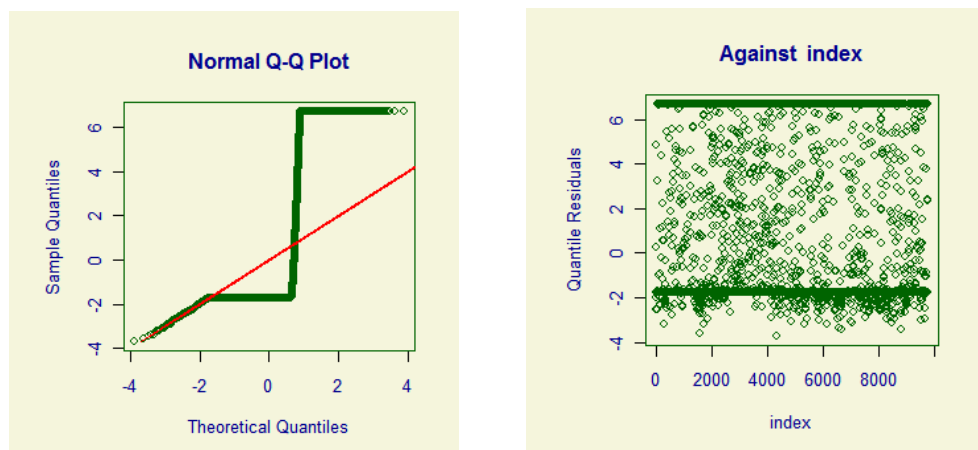 Normal Q-Q Plot
Sample Quantiles
6
4
2
0
-2
-4
-4 -2 0 2 4
Theoretical Quantiles
Against index
Quantile Residuals
6
4
2
0
-2
-4
0 2000 4000 6000 8000
index